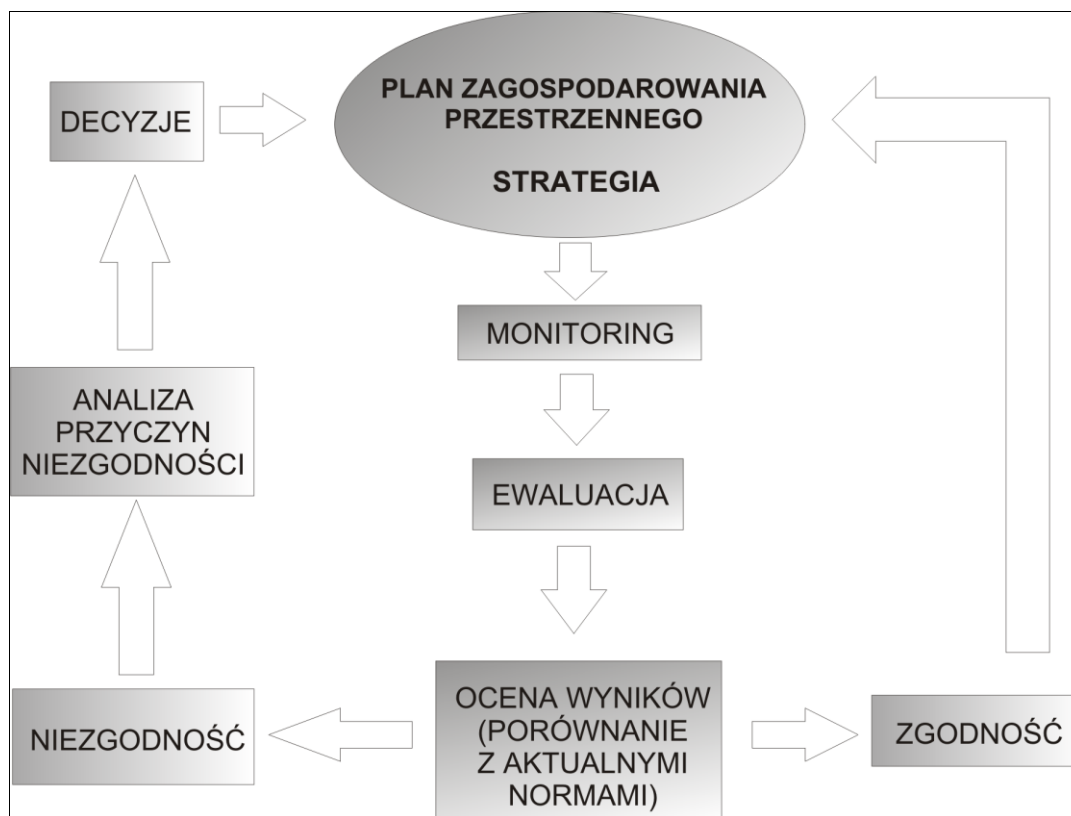 DECYZJE
PLAN ZAGOSPODAROWANIA
PRZESTRZENNEGO
STRATEGIA
MONITORING
ANALIZA
PRZYCZYN
NIEZGODNOŚCI
EWALUACJA
NIEZGODNOŚĆ
OCENA WYNIKÓW
(PORÓWNANIE
Z AKTUALNYMI
NORMAMI)
ZGODNOŚĆ